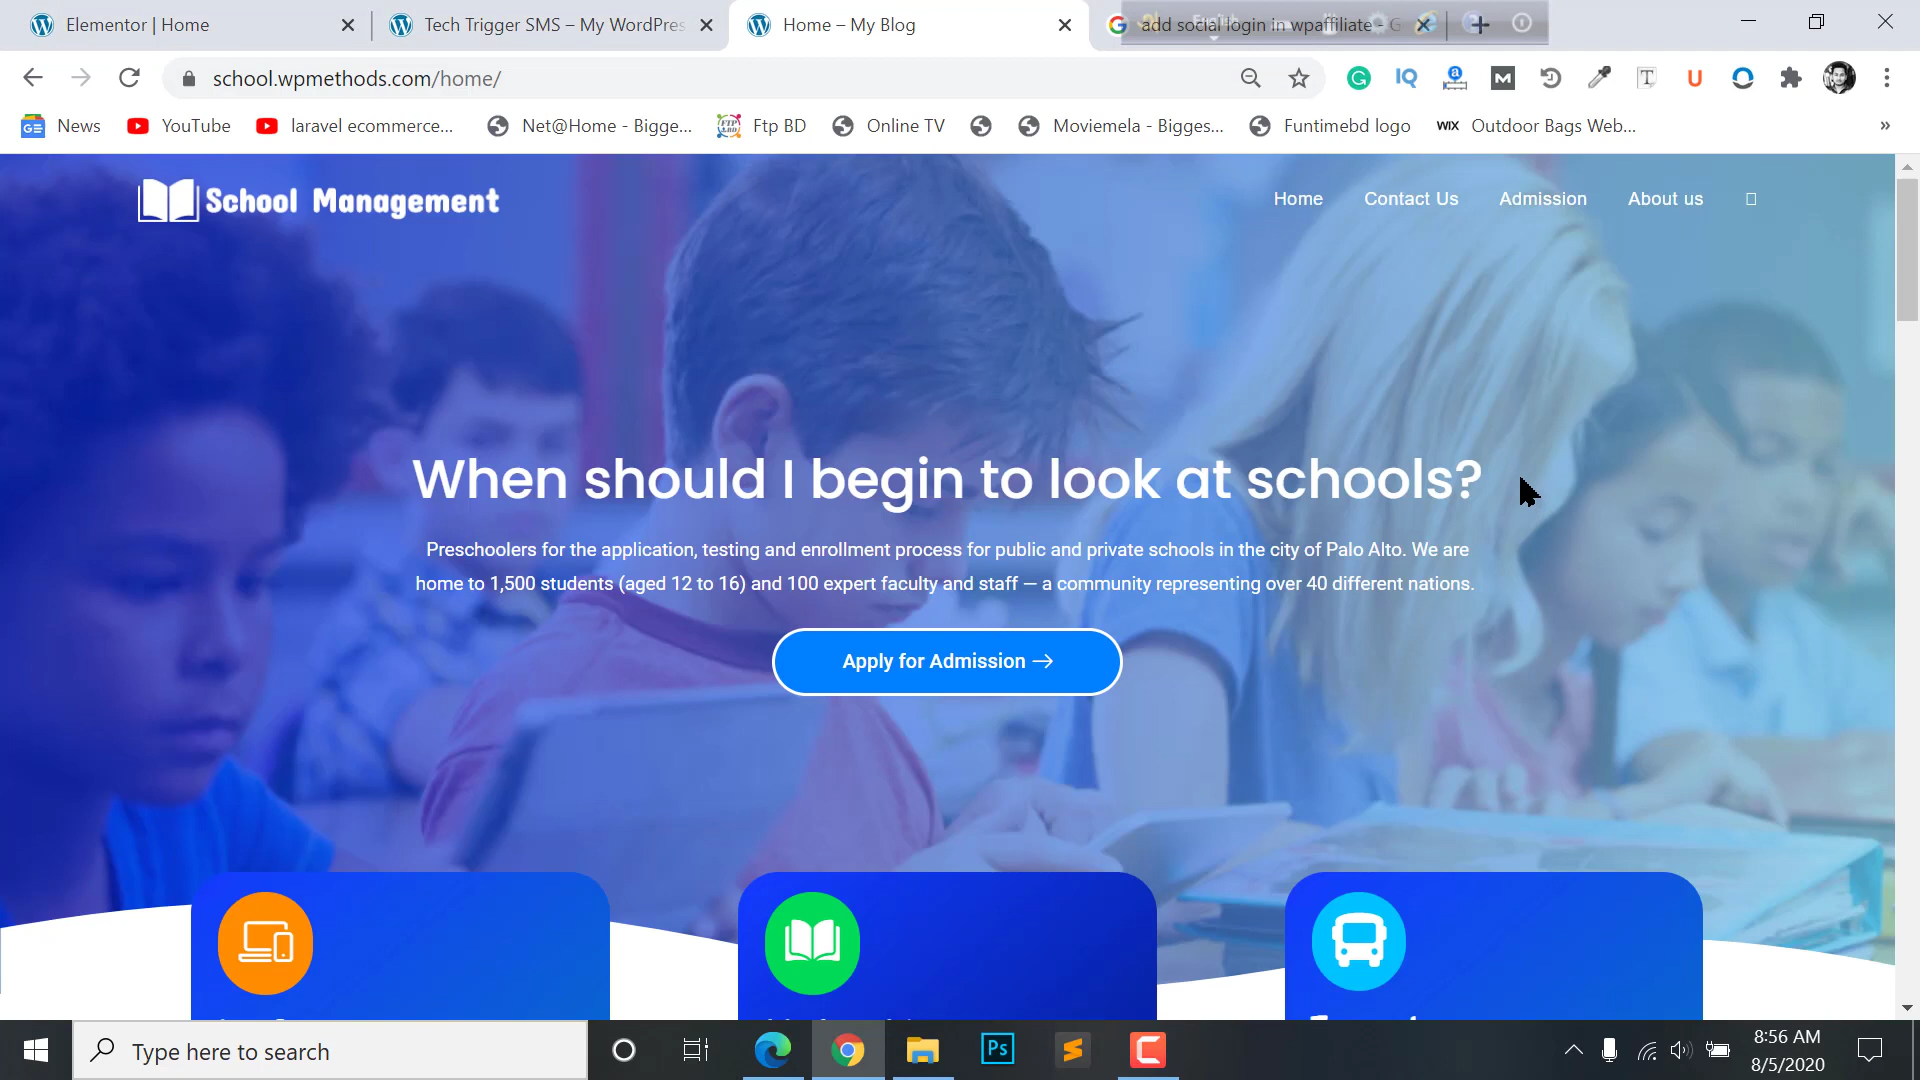 Elementor | Home
Tech Trigger SMS – My WordPres
Home – My Blog
add social login in wpaffiliate - G
school.wpmethods.com/home/
News
YouTube
laravel ecommerce...
Net@Home - Bigge...
Ftp BD
Online TV
Moviemela - Bigges...
Funtimebd logo
WIX
Outdoor Bags Web...
»
School Management
Home
Contact Us
Admission
About us
When should I begin to look at schools?
Preschoolers for the application, testing and enrollment process for public and private schools in the city of Palo Alto. We are
home to 1,500 students (aged 12 to 16) and 100 expert faculty and staff — a community representing over 40 different nations.
Apply for Admission →
Type here to search
Ps
8:56 AM
8/5/2020